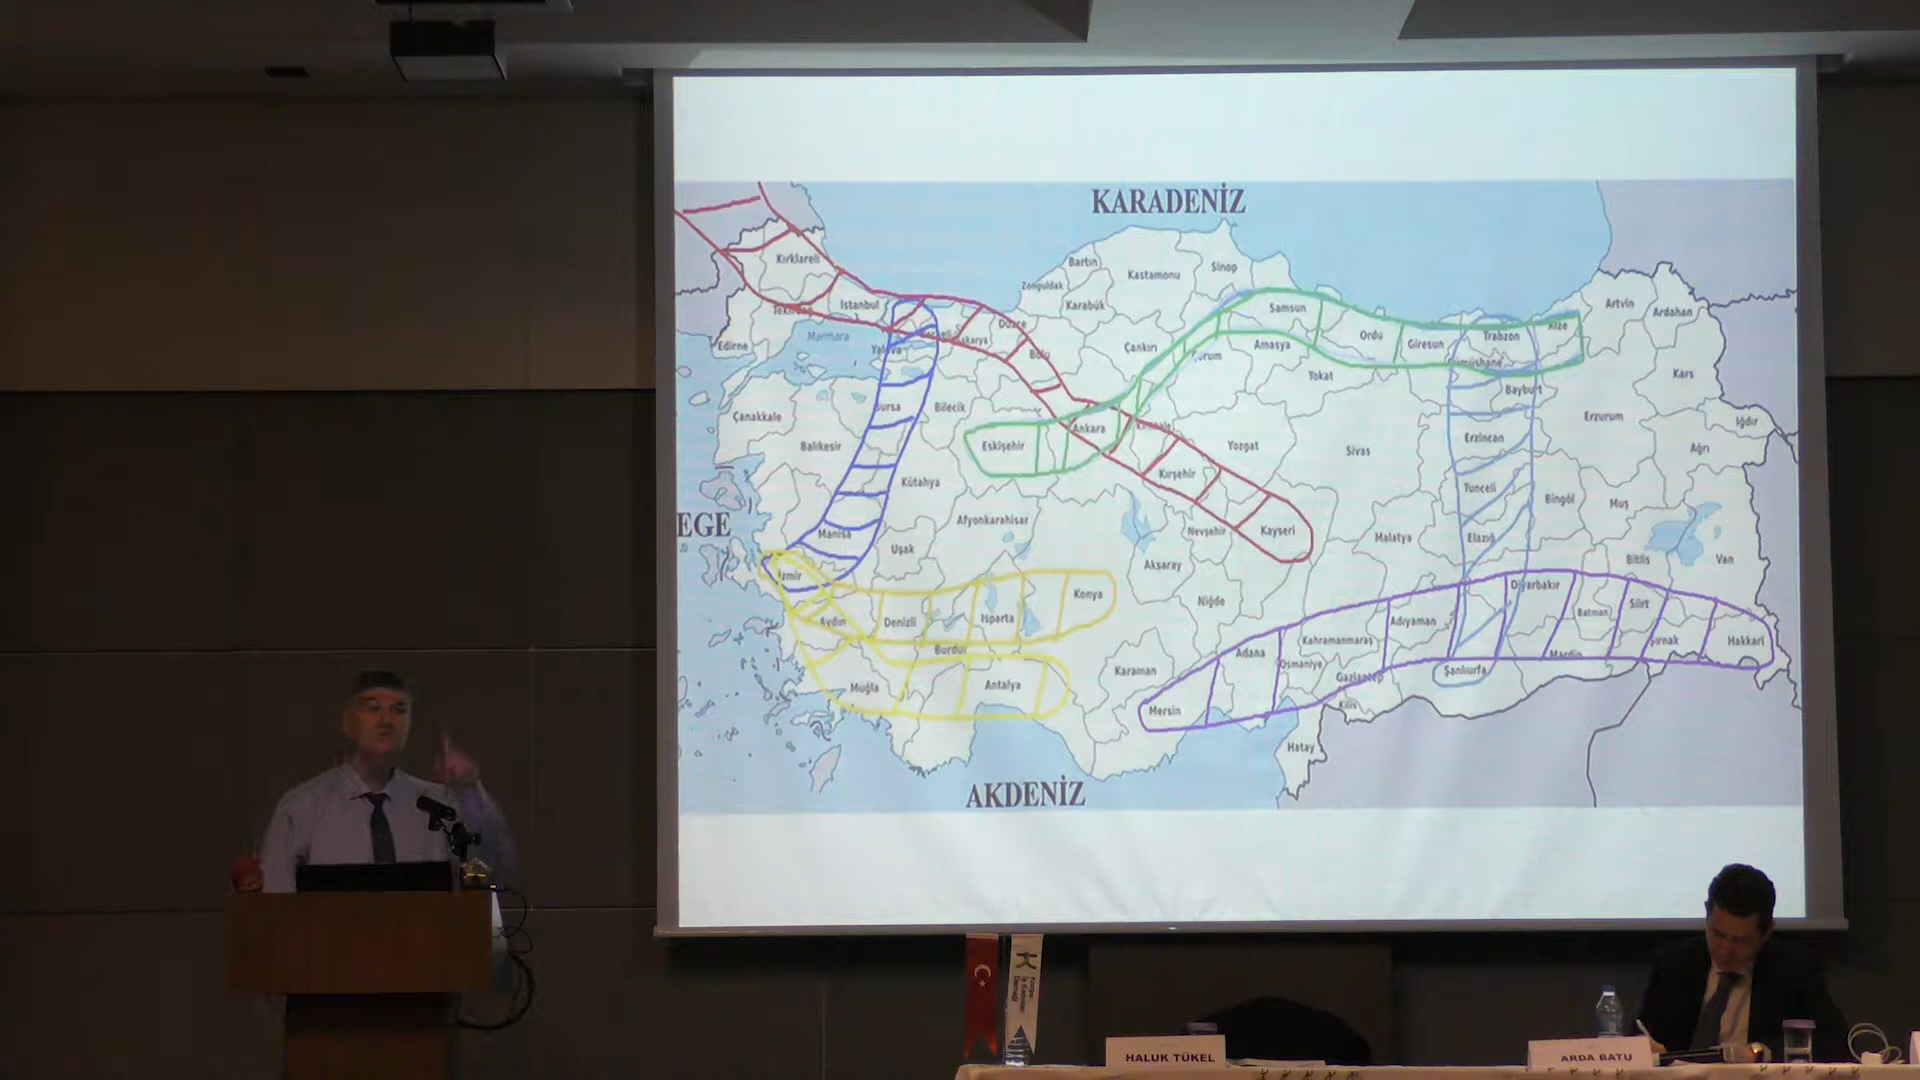 KARADENİZ
Kırklareli
Sinop
Bartın
Kastamonu
Zonguldak
Artvin
İstanbul
Karabük
Samsun
Ardahan
Düzce
Rize
Marmara
Ordu
Trabzon
Edirne
Çankırı
Amasya
Giresun
Bolu
Tokat
Kars
Bayburt
Bursa
Bilecik
Çanakkale
Erzurum
Iğdır
Ankara
Eskişehir
Erzincan
Balıkesir
Yozgat
Sivas
Ağrı
Kırşehir
Kütahya
Tunceli
Bingöl
Muş
EGE
Afyonkarahisar
Manisa
Nevşehir
Kayseri
Malatya
Elazığ
Uşak
Bitlis
Van
Aksaray
İzmir
Konya
Niğde
Diyarbakır
Siirt
Batman
Aydın
Denizli
Isparta
Adıyaman
Kahramanmaraş
Şırnak
Hakkari
Burdur
Adana
Mardin
Osmaniye
Karaman
Gaziantep
Şanlıurfa
Muğla
Antalya
Mersin
Kilis
Hatay
AKDENİZ
HALUK TÜKEL
ARDA BATU